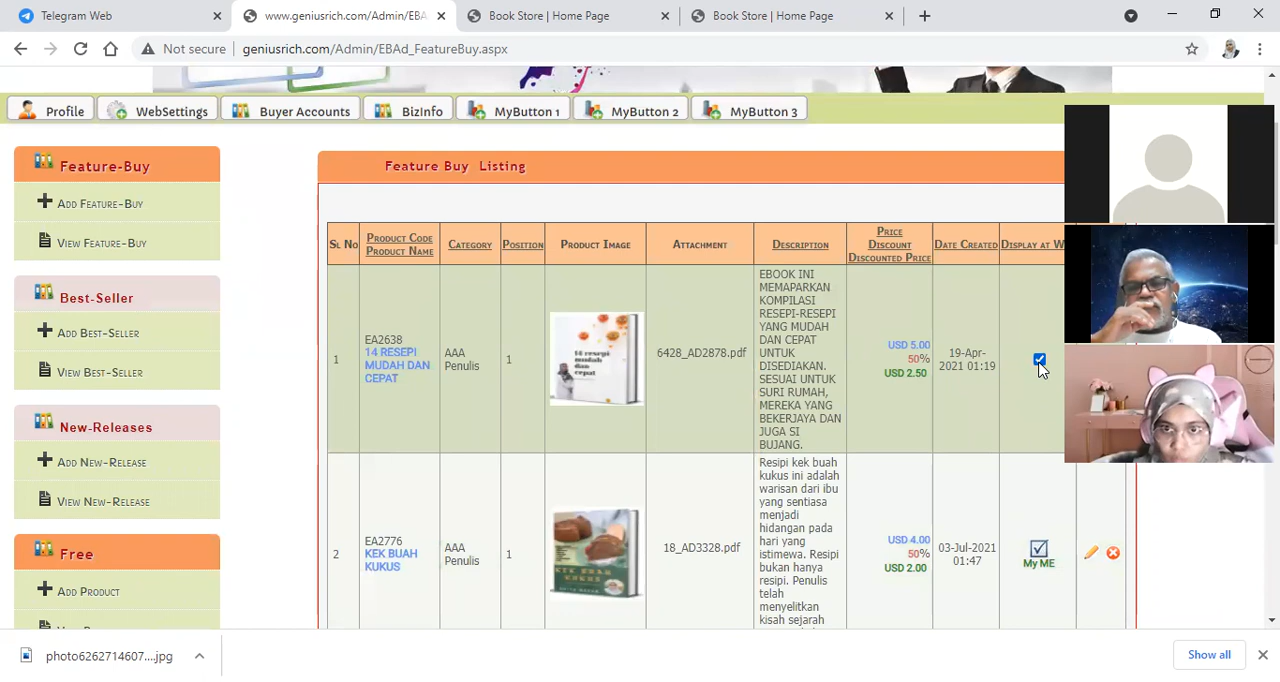 Telegram Web
www.geniusrich.com/Admin/EBA
Book Store | Home Page
Book Store | Home Page
Not secure
geniusrich.com/Admin/EBAd_FeatureBuy.aspx
Profile
WebSettings
Buyer Accounts
BizInfo
MyButton 1
MyButton 2
MyButton 3
Feature-Buy
Add Feature-Buy
View Feature-Buy
Best-Seller
Add Best-Seller
View Best-Seller
New-Releases
Add New-Release
View New-Release
Free
Add Product
Feature Buy Listing
Sl No
Product Code
Product Name
Category
Position
Product Image
Attachment
Description
Price
Discount
Discounted Price
Date Created
Display at W
1
EA2638
14 RESEPI
MUDAH DAN
CEPAT
AAA
Penulis
1
14 resepi
mudah
dan
cepat
6428_AD2878.pdf
EBOOK INI
MEMAPARKAN
KOMPILASI
RESEPI-RESEPI
YANG MUDAH
DAN CEPAT
UNTUK
DISEDIAKAN.
SESUAI UNTUK
SURI RUMAH,
MEREKA YANG
BEKERJAYA DAN
JUGA SI
BUJANG.
USD 5.00
50%
USD 2.50
19-Apr-
2021 01:19
2
EA2776
KEK BUAH
KUKUS
AAA
Penulis
1
KEK BUAH
KUKUS
18_AD3328.pdf
Resipi kek buah
kukus ini adalah
warisan dari ibu
yang sentiasa
menjadi
hidangan pada
hari yang
istimewa. Resipi
bukan hanya
resipi. Penulis
telah
menyelitkan
kisah sejarah
USD 4.00
50%
USD 2.00
03-Jul-2021
01:47
My ME
photo6262714607....jpg
Show all